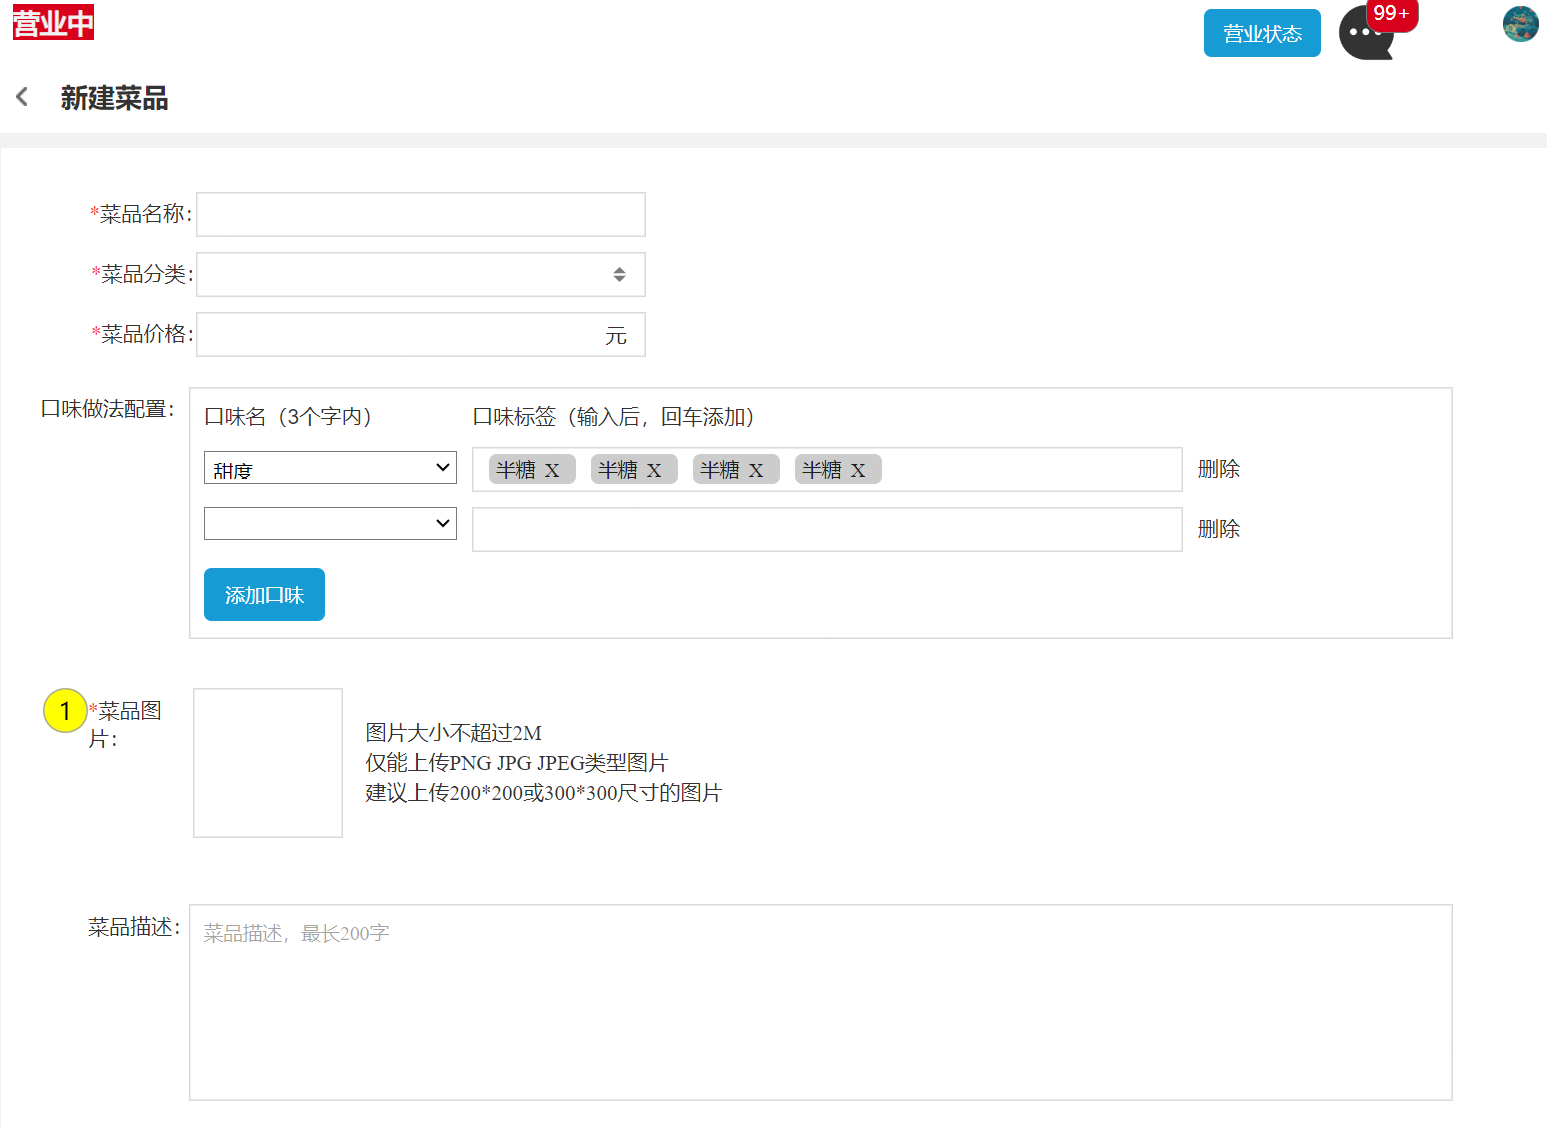 营业中
营业状态
99+
新建菜品
*菜品名称:
*菜品分类:
*菜品价格:
元
口味做法配置:
口味名（3个字内）
口味标签（输入后，回车添加）
甜度
半糖 X 半糖 X 半糖 X 半糖 X
删除
删除
添加口味
1
*菜品图
片:
图片大小不超过2M
仅能上传PNG JPG JPEG类型图片
建议上传200*200或300*300尺寸的图片
菜品描述:
菜品描述，最长200字